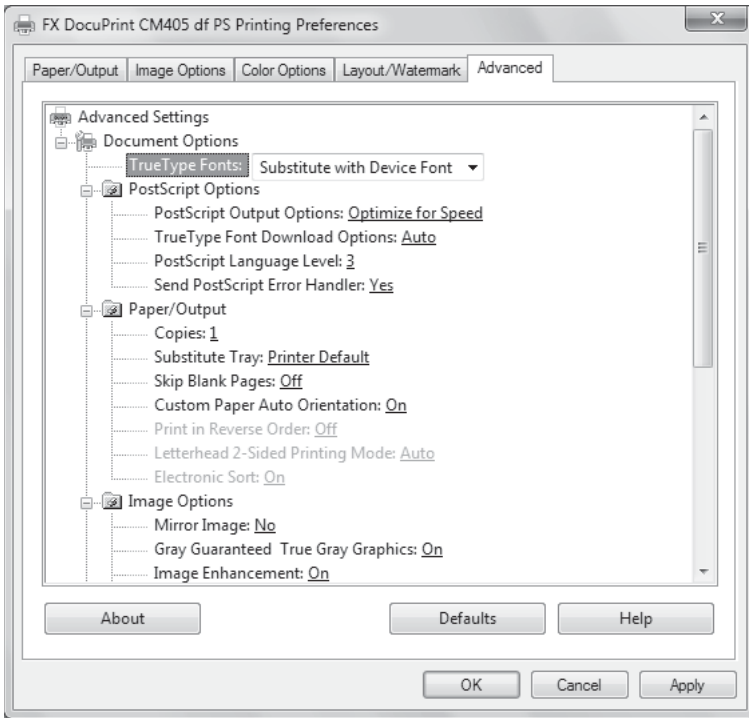 FX DocuPrint CM405 df PS Printing Preferences
Paper/Output Image Options Color Options Layout/Watermark Advanced
Advanced Settings
Document Options
TrueType Fonts: Substitute with Device Font
PostScript Options
PostScript Output Options: Optimize for Speed
TrueType Font Download Options: Auto
PostScript Language Level: 3
Send PostScript Error Handler: Yes
Paper/Output
Copies: 1
Substitute Tray: Printer Default
Skip Blank Pages: Off
Custom Paper Auto Orientation: On
Print in Reverse Order: Off
Letterhead 2-Sided Printing Mode: Auto
Electronic Sort: On
Image Options
Mirror Image: No
Gray Guaranteed  True Gray Graphics: On
Image Enhancement: On
About Defaults Help
OK Cancel Apply